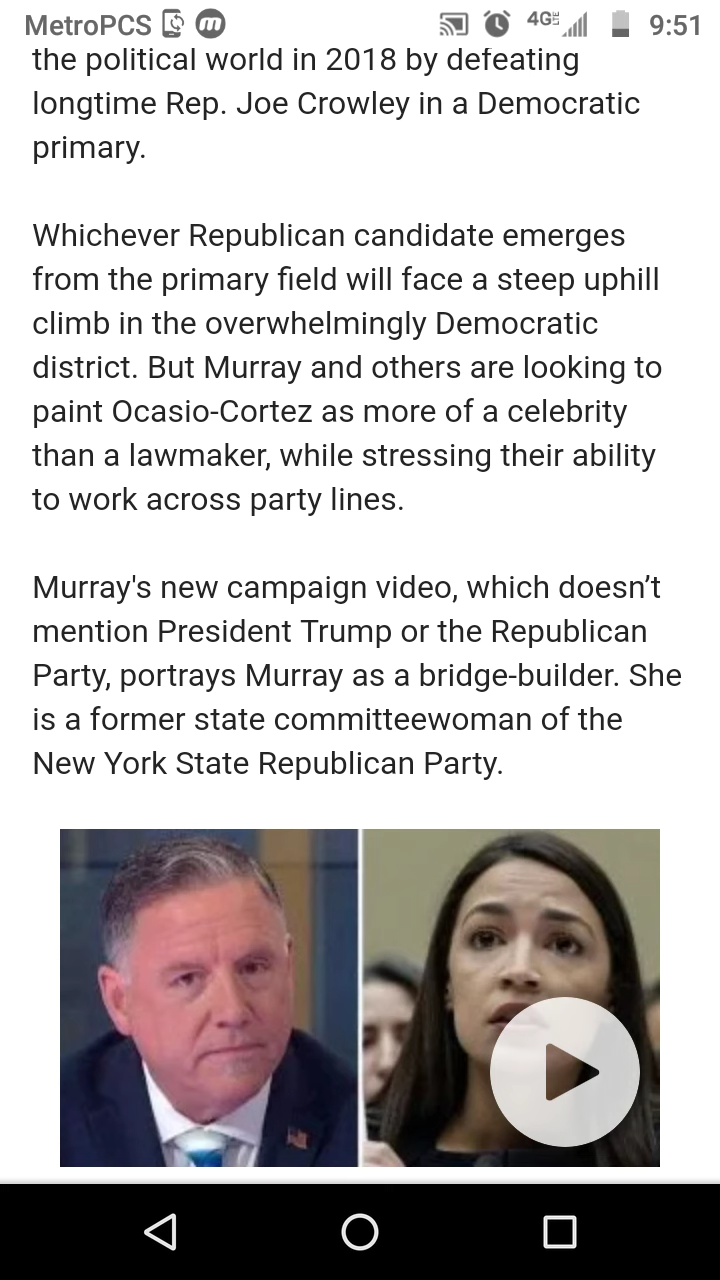 MetroPCS m 4G LTE 9:51
the political world in 2018 by defeating
longtime Rep. Joe Crowley in a Democratic
primary.
Whichever Republican candidate emerges
from the primary field will face a steep uphill
climb in the overwhelmingly Democratic
district. But Murray and others are looking to
paint Ocasio-Cortez as more of a celebrity
than a lawmaker, while stressing their ability
to work across party lines.
Murray's new campaign video, which doesn’t
mention President Trump or the Republican
Party, portrays Murray as a bridge-builder. She
is a former state committeewoman of the
New York State Republican Party.